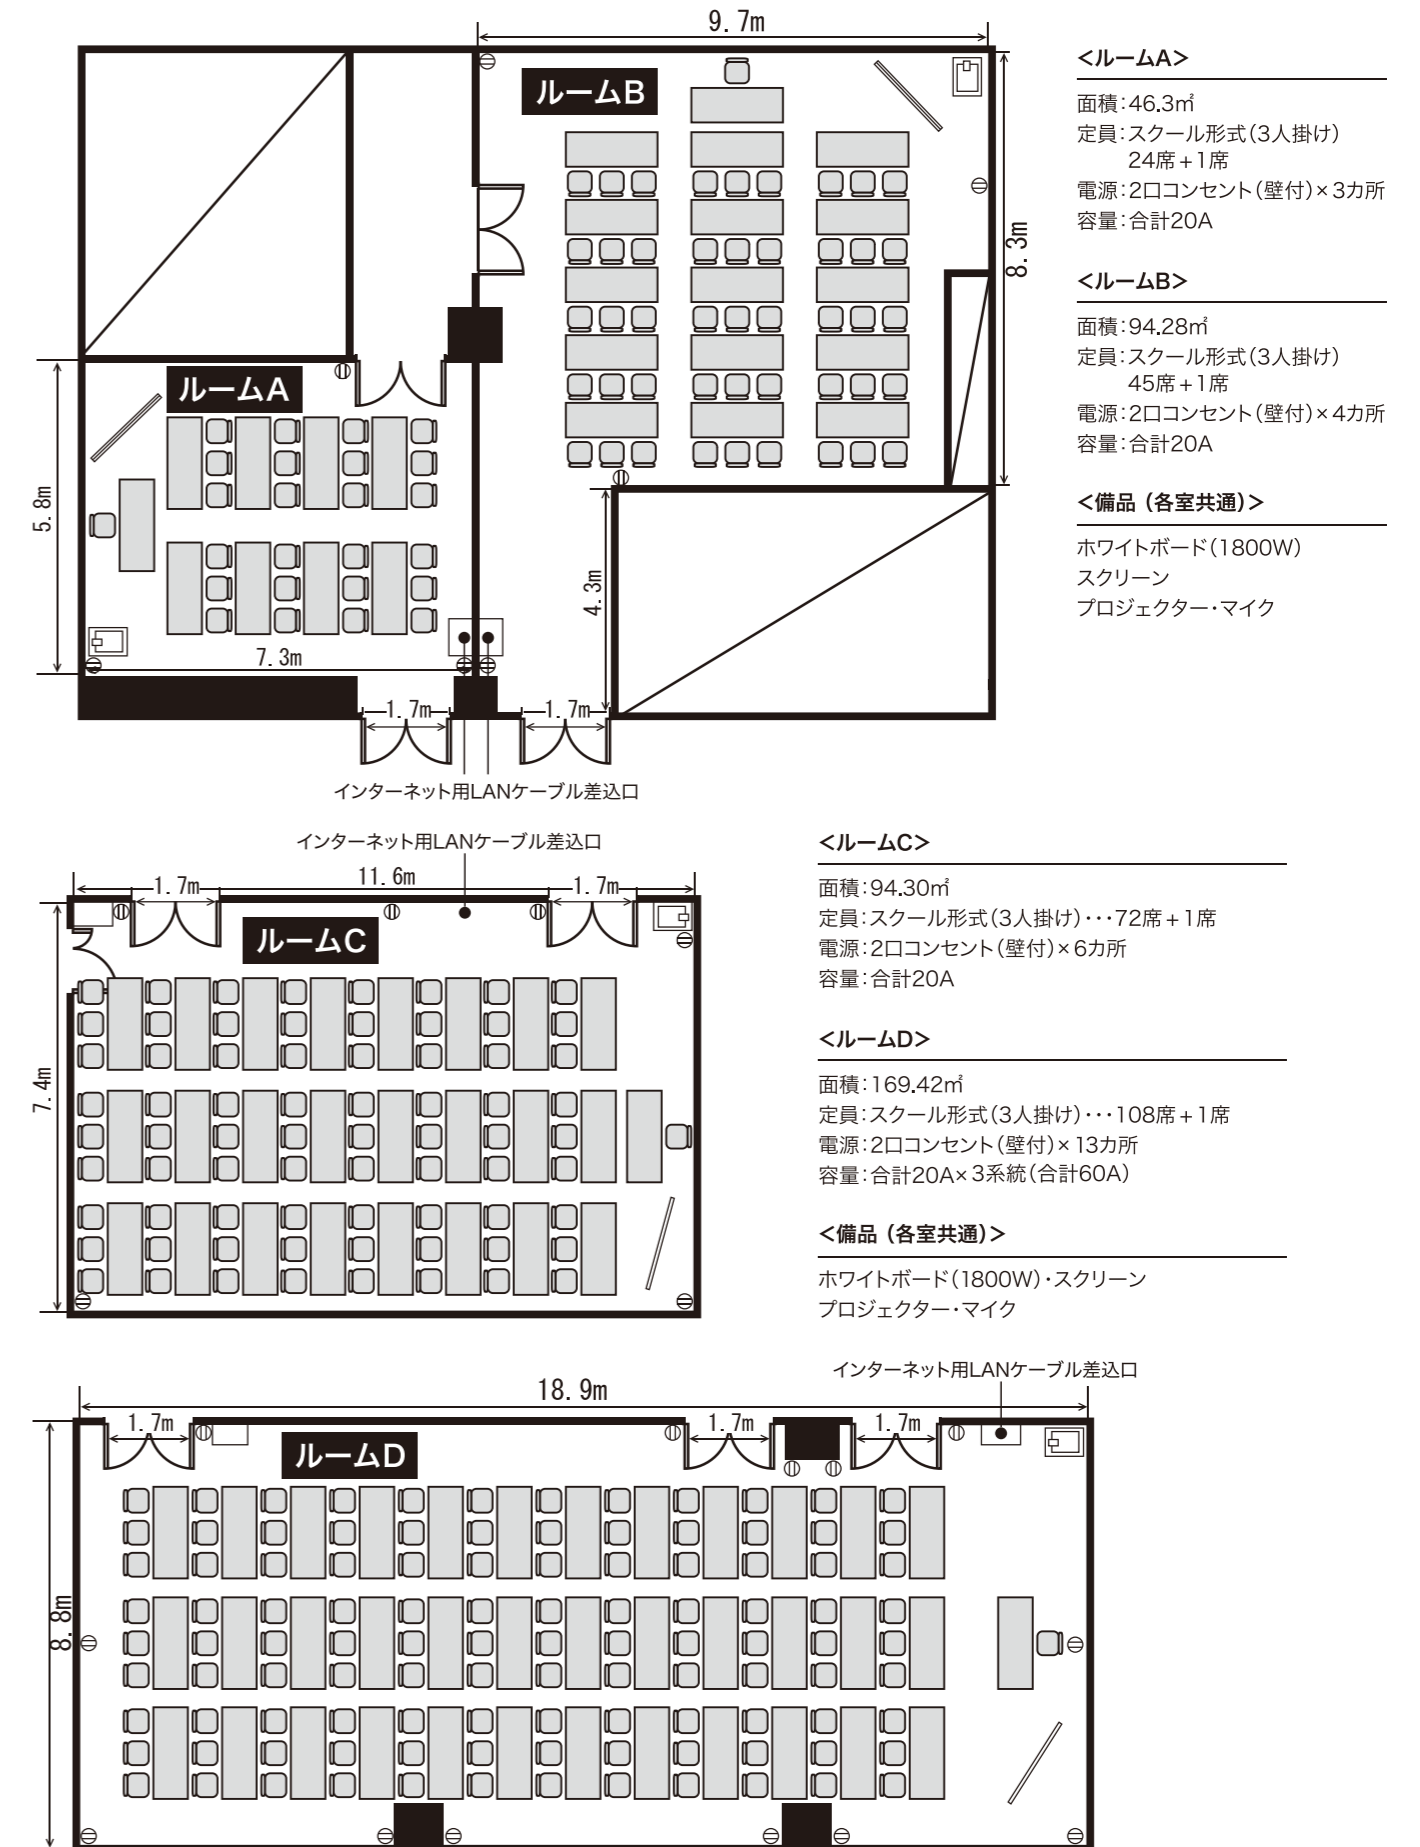 9.7m
ルームB
8.3m
ルームA
5.8m
4.3m
7.3m
1.7m
1.7m
インターネット用LANケーブル差込口
＜ルームA＞
面積：46.3㎡
定員：スクール形式（3人掛け）
24席＋1席
電源：2口コンセント（壁付）×3カ所
容量：合計20A
＜ルームB＞
面積：94.28㎡
定員：スクール形式（3人掛け）
45席＋1席
電源：2口コンセント（壁付）×4カ所
容量：合計20A
＜備品（各室共通）＞
ホワイトボード（1800W）
スクリーン
プロジェクター・マイク
インターネット用LANケーブル差込口
1.7m
11.6m
1.7m
ルームC
7.4m
＜ルームC＞
面積：94.30㎡
定員：スクール形式（3人掛け）・・・72席＋1席
電源：2口コンセント（壁付）×6カ所
容量：合計20A
＜ルームD＞
面積：169.42㎡
定員：スクール形式（3人掛け）・・・108席＋1席
電源：2口コンセント（壁付）×13カ所
容量：合計20A×3系統（合計60A）
＜備品（各室共通）＞
ホワイトボード（1800W）・スクリーン
プロジェクター・マイク
インターネット用LANケーブル差込口
18.9m
1.7m
1.7m
1.7m
ルームD
8.8m